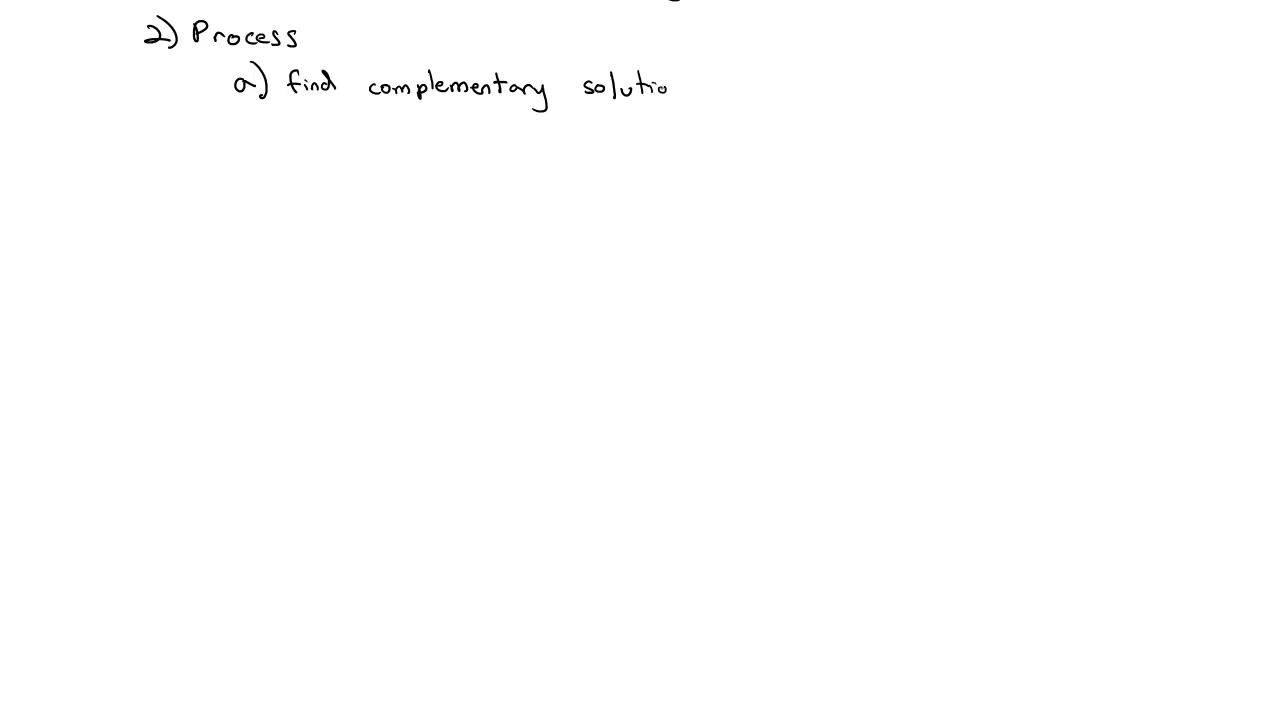 2) Process
a) find complementary solutio